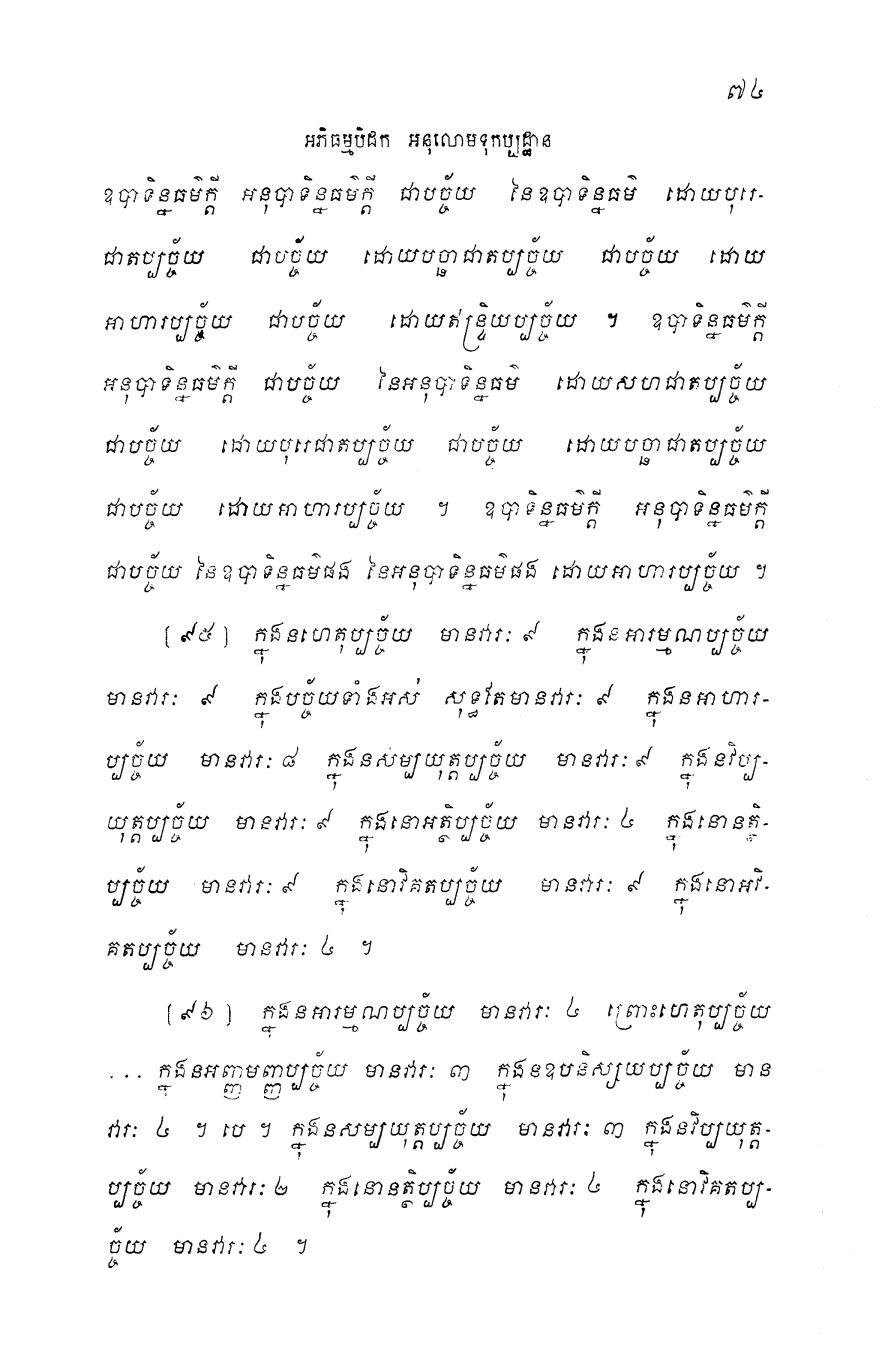 ៧៤
អភិធម្មបិដក អនុលោមទុកប្បដ្ឋាន
ឧបាទិន្នធម៌ក្តី អនុបាទិន្នធម៌ក្តី ជាបច្ច័យ នៃឧបាទិន្នធម៌ ដោយបុរេ-
ជាតប្បច្ច័យ ជាបច្ច័យ ដោយបច្ឆាជាតប្បច្ច័យ ជាបច្ច័យ ដោយ
អាហារប្បច្ច័យ ជាបច្ច័យ ដោយឥន្ទ្រិយប្បច្ច័យ ។ ឧបាទិន្នធម៌ក្តី
អនុបាទិន្នធម៌ក្តី ជាបច្ច័យ នៃអនុបាទិន្នធម៌ ដោយសហជាតប្បច្ច័យ
ជាបច្ច័យ ដោយបុរេជាតប្បច្ច័យ ជាបច្ច័យ ដោយបច្ឆាជាតប្បច្ច័យ
ជាបច្ច័យ ដោយអាហារប្បច្ច័យ ។ ឧបាទិន្នធម៌ក្តី អនុបាទិន្នធម៌ក្តី
ជាបច្ច័យ នៃឧបាទិន្នធម៌ផង នៃអនុបាទិន្នធម៌ផង ដោយអាហារប្បច្ច័យ ។
[៩៥] ក្នុងនហេតុប្បច្ច័យ មានវារៈ ៩ ក្នុងនអារម្មណប្បច្ច័យ
មានវារៈ ៩ ក្នុងបច្ច័យទាំងអស់ សុទ្ធតែមានវារៈ ៩ ក្នុងនអាហារ-
ប្បច្ច័យ មានវារៈ ៨ ក្នុងនសម្បយុត្តប្បច្ច័យ មានវារៈ ៩ ក្នុងនវិប្ប-
យុត្តប្បច្ច័យ មានវារៈ ៩ ក្នុងនោអត្ថិប្បច្ច័យ មានវារៈ ៤ ក្នុងនោនត្ថិ-
ប្បច្ច័យ មានវារៈ ៩ ក្នុងនោវិគតប្បច្ច័យ មានវារៈ ៩ ក្នុងនោអវិ-
គតប្បច្ច័យ មានវារៈ ៤ ។
[៩៦] ក្នុងនអារម្មណប្បច្ច័យ មានវារៈ ៤ ព្រោះហេតុប្បច្ច័យ
... ក្នុងនអញ្ញមញ្ញប្បច្ច័យ មានវារៈ ៣ ក្នុងនឧបនិស្សយប្បច្ច័យ មាន
វារៈ ៤ ។ បេ ។ ក្នុងនសម្បយុត្តប្បច្ច័យ មានវារៈ ៣ ក្នុងនវិប្បយុត្ត-
ប្បច្ច័យ មានវារៈ ២ ក្នុងនោនត្ថិប្បច្ច័យ មានវារៈ ៤ ក្នុងនោវិគតប្ប-
ច្ច័យ មានវារៈ ៤ ។